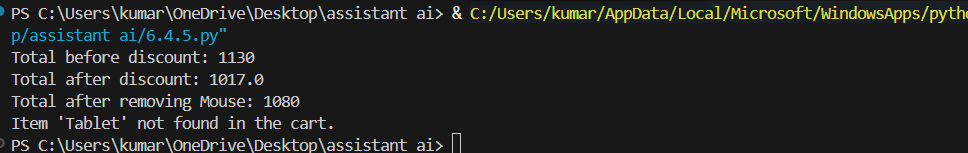 PS C:\Users\kumar\OneDrive\Desktop\assistant ai> & C:/Users/kumar/AppData/Local/Microsoft/WindowsApps/pytho
p/assistant ai/6.4.5.py"
Total before discount: 1130
Total after discount: 1017.0
Total after removing Mouse: 1080
Item 'Tablet' not found in the cart.
PS C:\Users\kumar\OneDrive\Desktop\assistant ai>